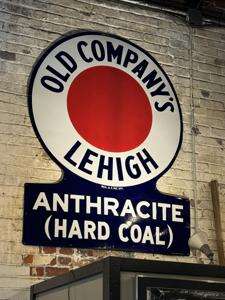 OLD COMPANY'S
LEHIGH
ANTHRACITE
(HARD COAL)